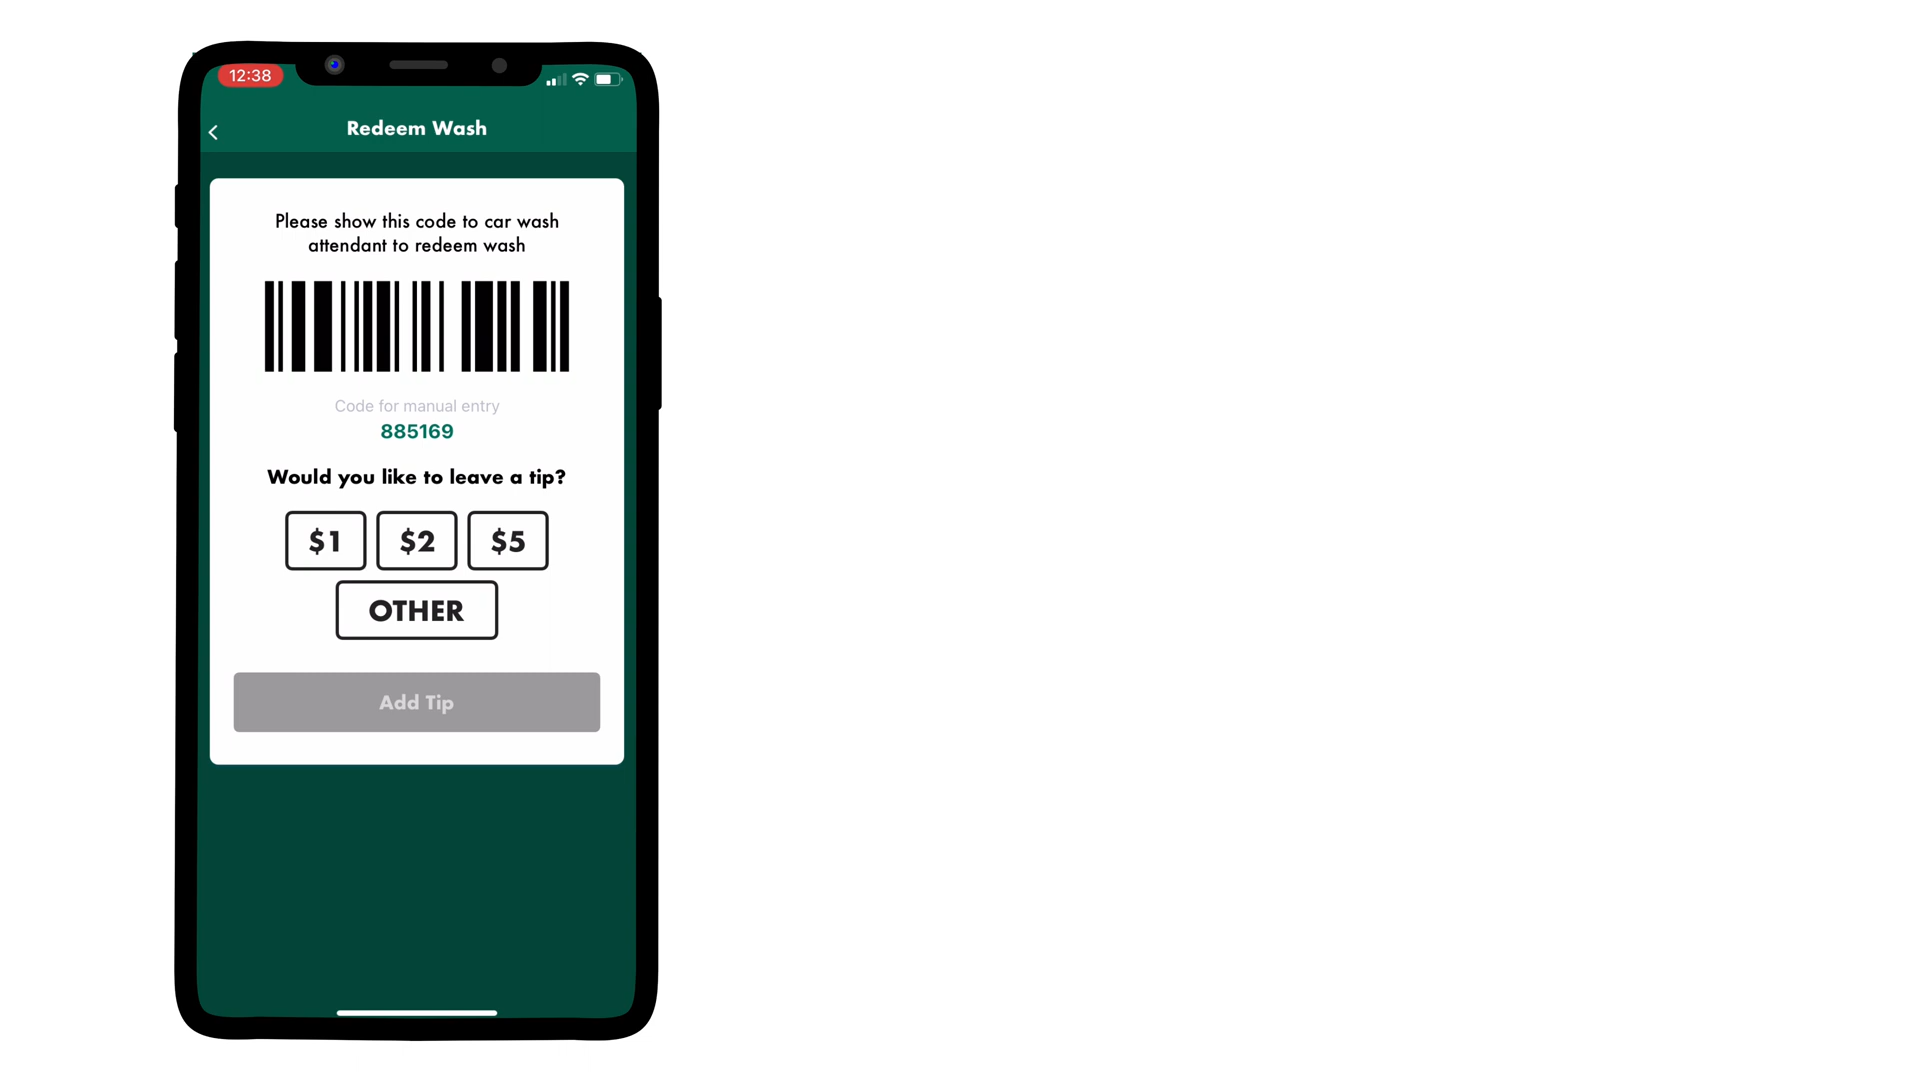 12:38
Redeem Wash
Please show this code to car wash
attendant to redeem wash
Code for manual entry
885169
Would you like to leave a tip?
$1 $2 $5
OTHER
Add Tip